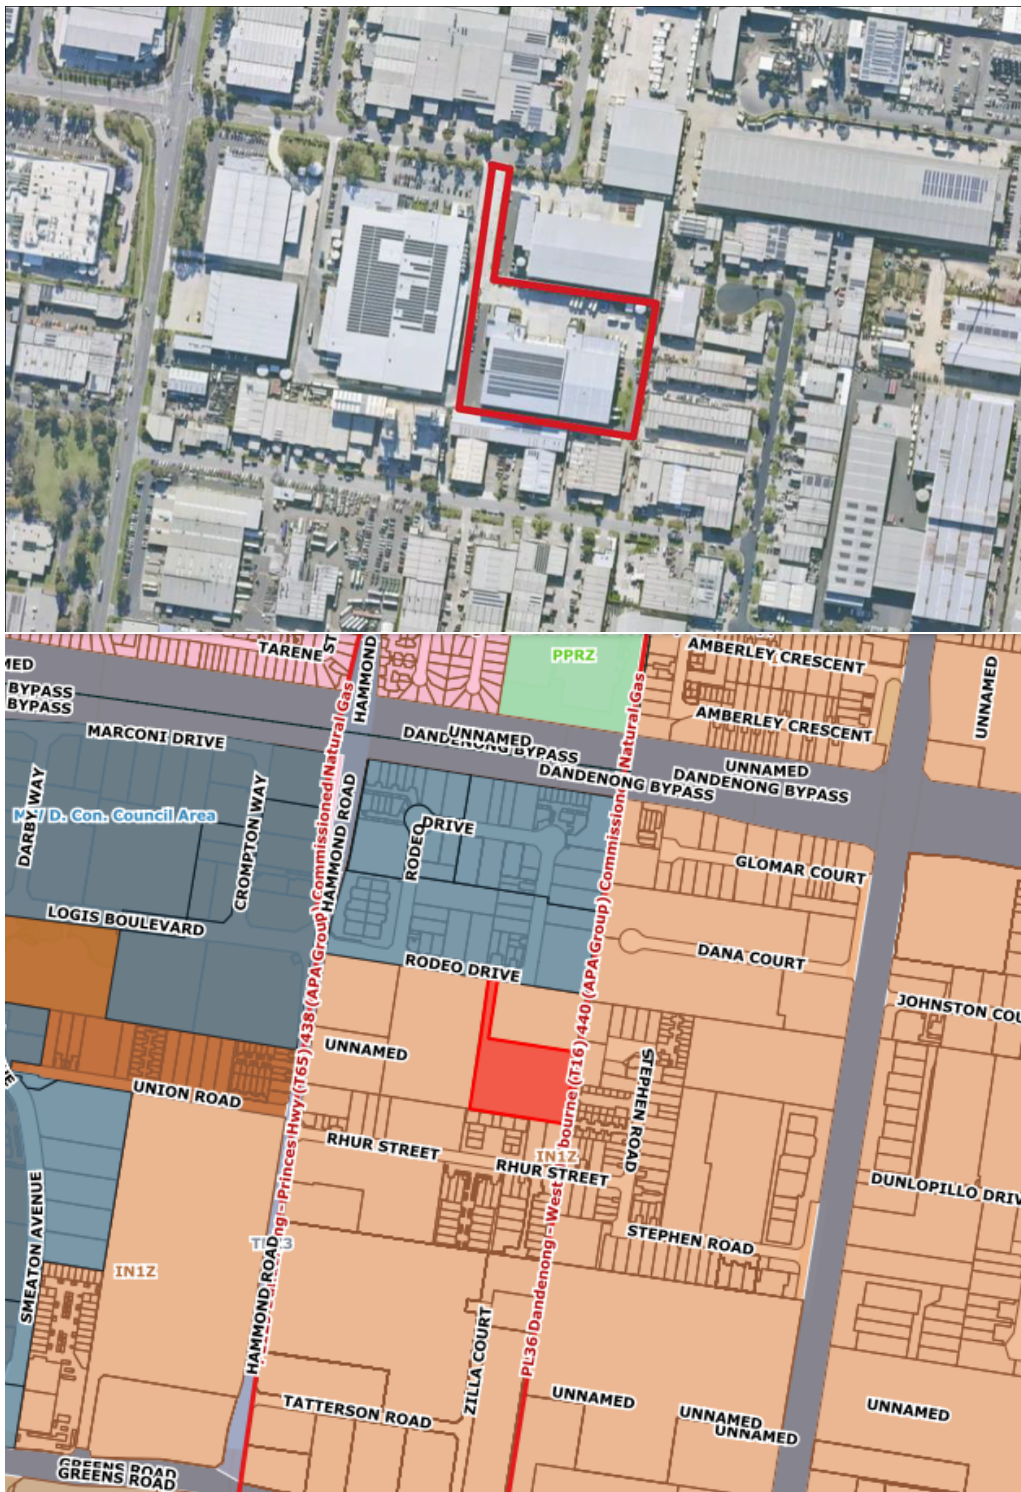 TARENE ST
HAMMOND
PPRZ
AMBERLEY CRESCENT
UNNAMED
MED
BYPASS
BYPASS
MARCONI DRIVE
UNNAMED
DANDENONG BYPASS
AMBERLEY CRESCENT
UNNAMED
DANDENONG BYPASS
DANDENONG BYPASS
DARBY WAY
CROMPTON WAY
HAMMOND ROAD
D. Con. Council Area
RODEO DRIVE
GLOMAR COURT
LOGIS BOULEVARD
RODEO DRIVE
DANA COURT
JOHNSTON COU
UNNAMED
UNION ROAD
STEPHEN ROAD
RHUR STREET
IN1Z
RHUR STREET
DUNLOPILLO DRIV
SMEATON AVENUE
STEPHEN ROAD
IN1Z
HAMMOND ROAD
ZILLA COURT
TATTERSON ROAD
UNNAMED
UNNAMED
UNNAMED
UNNAMED
GREENS ROAD
GREENS ROAD
Princes Hwy (T65) 438 (APA Group) Commissioned Natural Gas
PL36 Dandenong - West bourne (T16) 440 (APA Group) Commissioned Natural Gas